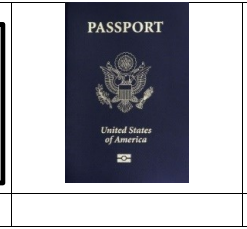 PASSPORT
United States
of America